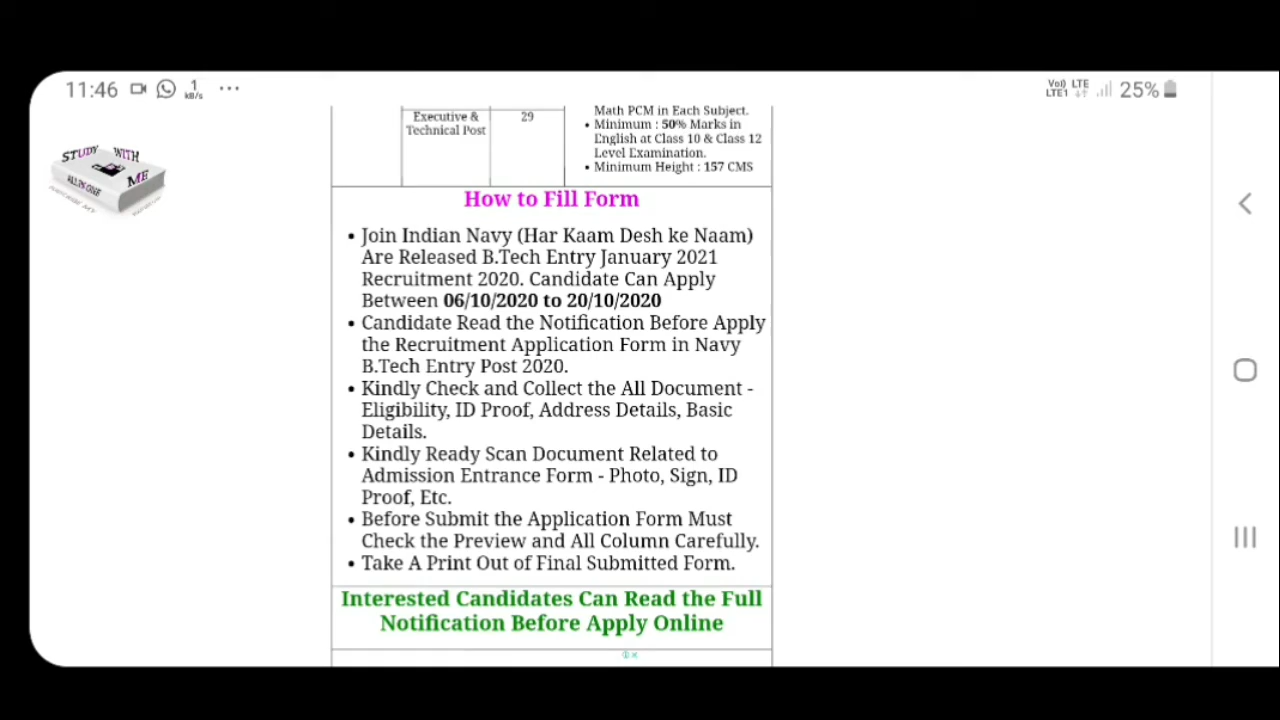 11:46
1
kB/s
...
Vo)) LTE
LTE1
25%
STUDY WITH
ME
Executive &
Technical Post
29
Math PCM in Each Subject.
• Minimum : 50% Marks in
English at Class 10 & Class 12
Level Examination.
• Minimum Height : 157 CMS
How to Fill Form
• Join Indian Navy (Har Kaam Desh ke Naam)
Are Released B.Tech Entry January 2021
Recruitment 2020. Candidate Can Apply
Between 06/10/2020 to 20/10/2020
• Candidate Read the Notification Before Apply
the Recruitment Application Form in Navy
B.Tech Entry Post 2020.
• Kindly Check and Collect the All Document -
Eligibility, ID Proof, Address Details, Basic
Details.
• Kindly Ready Scan Document Related to
Admission Entrance Form - Photo, Sign, ID
Proof, Etc.
• Before Submit the Application Form Must
Check the Preview and All Column Carefully.
• Take A Print Out of Final Submitted Form.
Interested Candidates Can Read the Full
Notification Before Apply Online